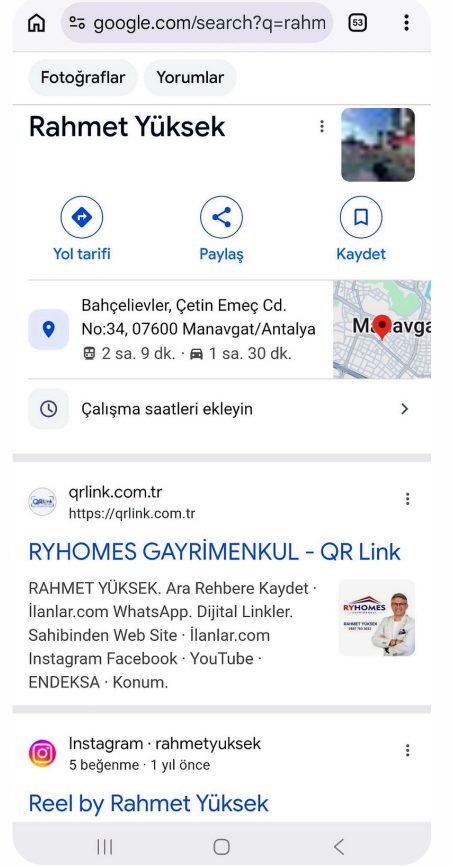 google.com/search?q=rahm
53
Fotoğraflar
Yorumlar
Rahmet Yüksek
Yol tarifi
Paylaş
Kaydet
Bahçelievler, Çetin Emeç Cd.
No:34, 07600 Manavgat/Antalya
2 sa. 9 dk. · 1 sa. 30 dk.
Çalışma saatleri ekleyin
qrlink.com.tr
https://qrlink.com.tr
RYHOMES GAYRİMENKUL - QR Link
RAHMET YÜKSEK. Ara Rehbere Kaydet ·
İlanlar.com WhatsApp. Dijital Linkler.
Sahibinden Web Site · İlanlar.com
Instagram Facebook · YouTube ·
ENDEKSA · Konum.
RYHOMES
RAHMET YÜKSEK
Instagram · rahmetyuksek
5 beğenme · 1 yıl önce
Reel by Rahmet Yüksek